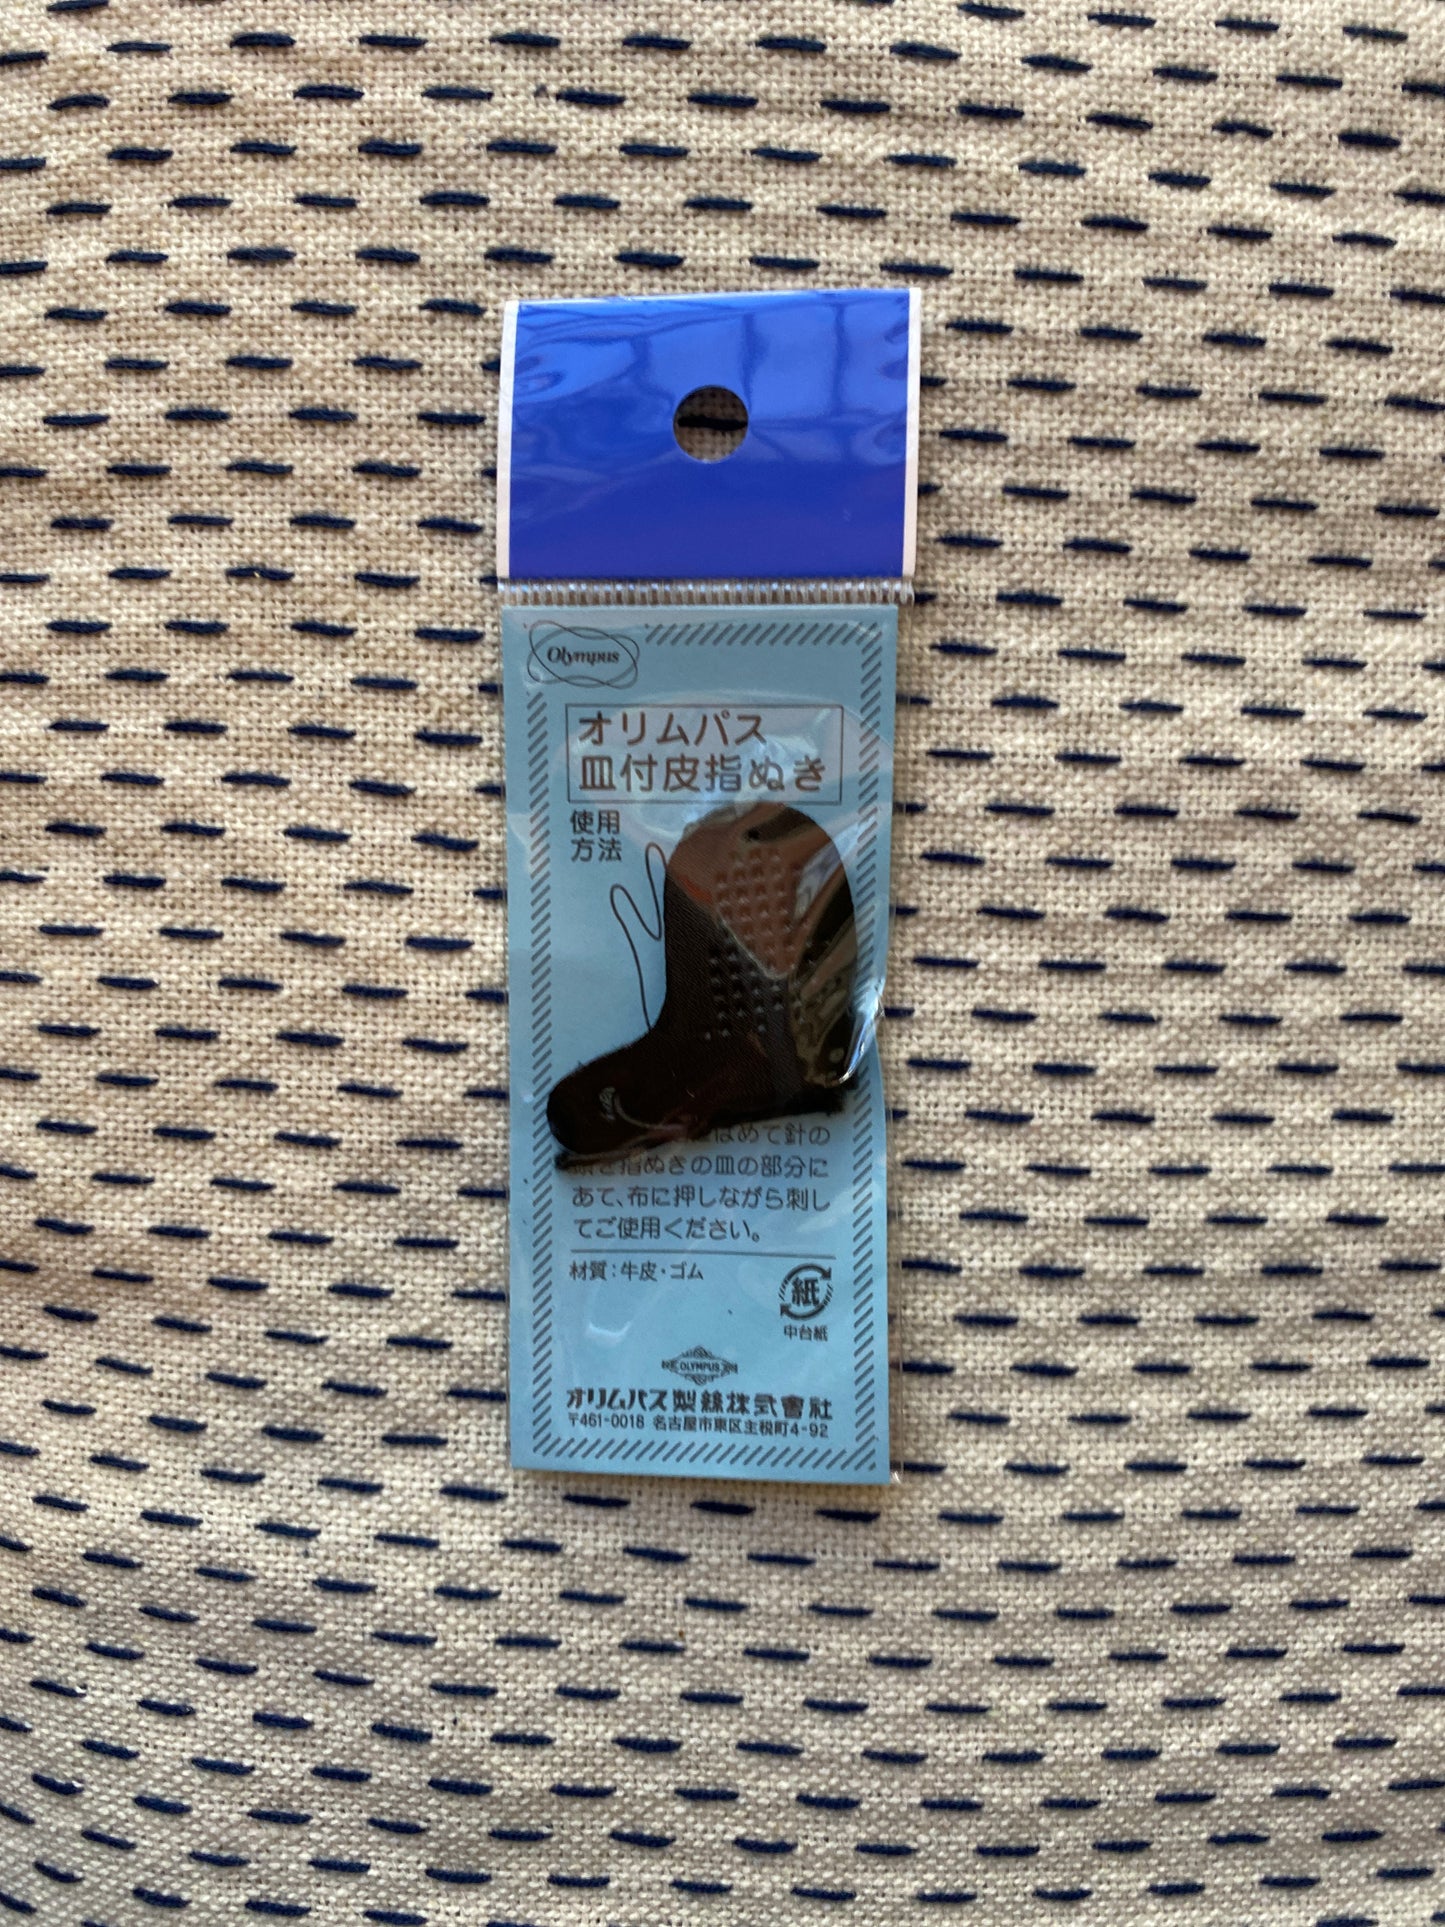 Olympus
オリムパス
皿付皮指ぬき
使用
方法
はめて針の
指ぬきの皿の部分に
あて、布に押しながら刺し
てご使用ください。
材質:牛皮・ゴム
紙
中台紙
OLYMPUS
オリムパス製絲株式會社
〒461-0018 名古屋市東区主税町4-92